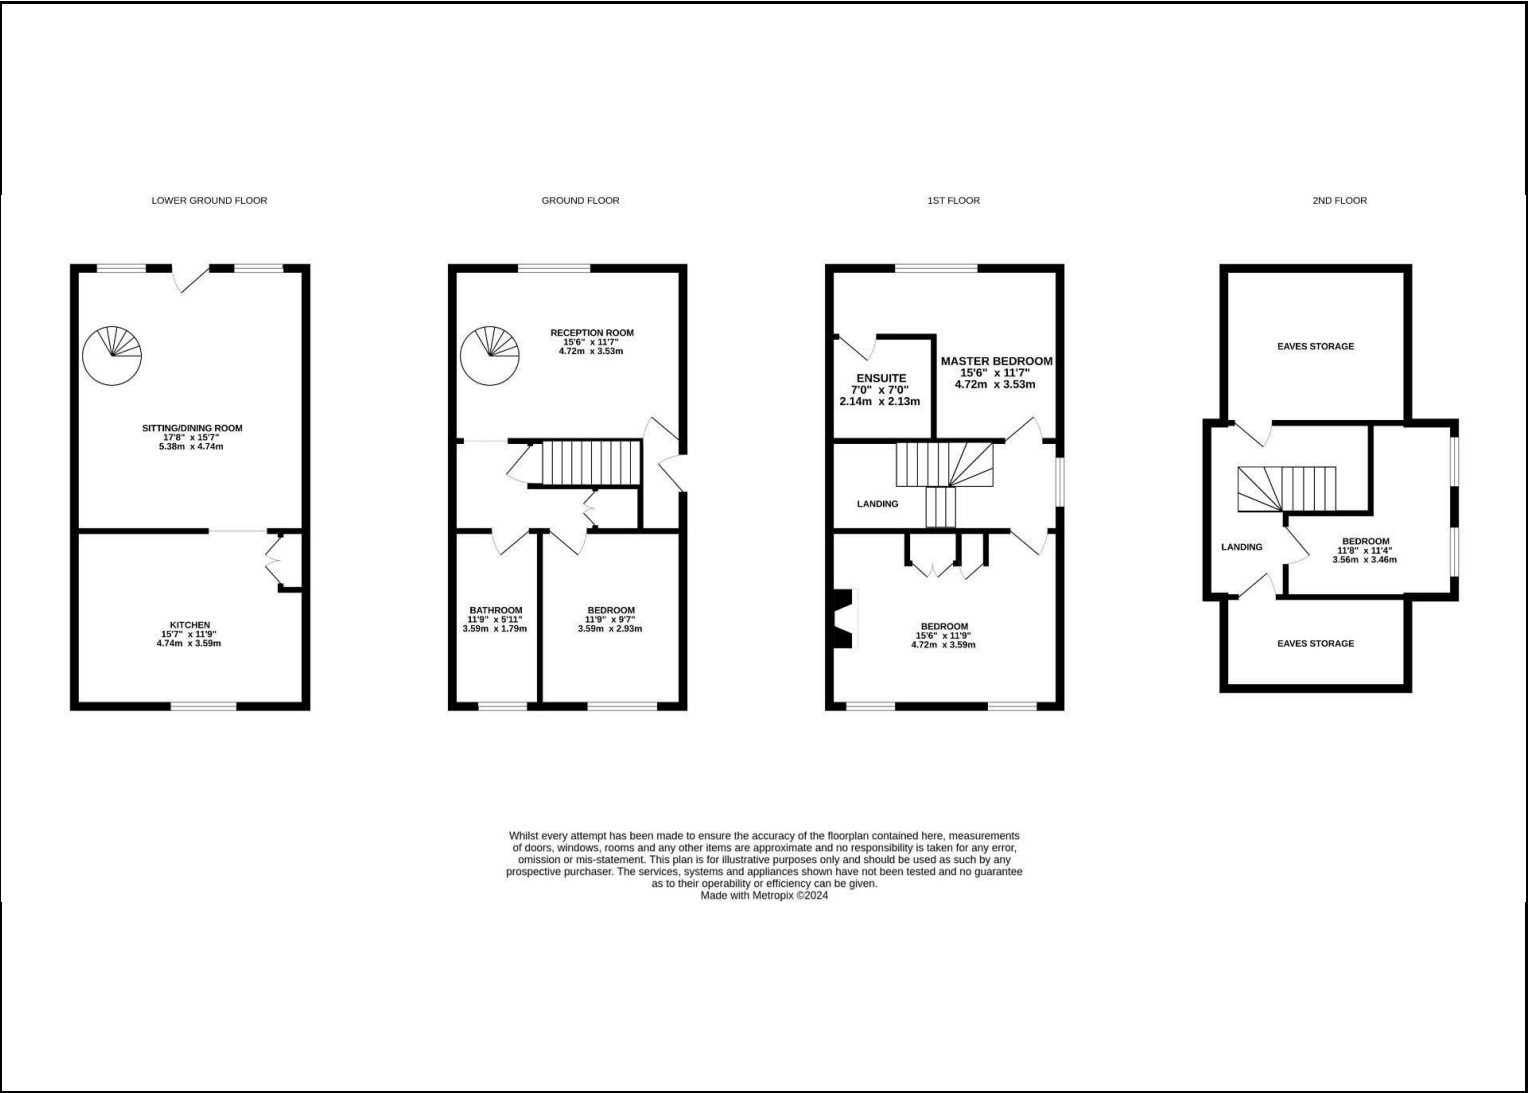 LOWER GROUND FLOOR
SITTING/DINING ROOM
17'8" x 15'7"
5.38m x 4.74m
KITCHEN
15'7" x 11'9"
4.74m x 3.59m
GROUND FLOOR
RECEPTION ROOM
15'6" x 11'7"
4.72m x 3.53m
BATHROOM
11'9" x 5'11"
3.59m x 1.79m
BEDROOM
11'9" x 9'7"
3.59m x 2.93m
1ST FLOOR
MASTER BEDROOM
15'6" x 11'7"
4.72m x 3.53m
ENSUITE
7'0" x 7'0"
2.14m x 2.13m
LANDING
BEDROOM
15'6" x 11'9"
4.72m x 3.59m
2ND FLOOR
EAVES STORAGE
LANDING
BEDROOM
11'8" x 11'4"
3.56m x 3.46m
EAVES STORAGE
Whilst every attempt has been made to ensure the accuracy of the floorplan contained here, measurements
of doors, windows, rooms and any other items are approximate and no responsibility is taken for any error,
omission or mis-statement. This plan is for illustrative purposes only and should be used as such by any
prospective purchaser. The services, systems and appliances shown have not been tested and no guarantee
as to their operability or efficiency can be given.
Made with Metropix ©2024